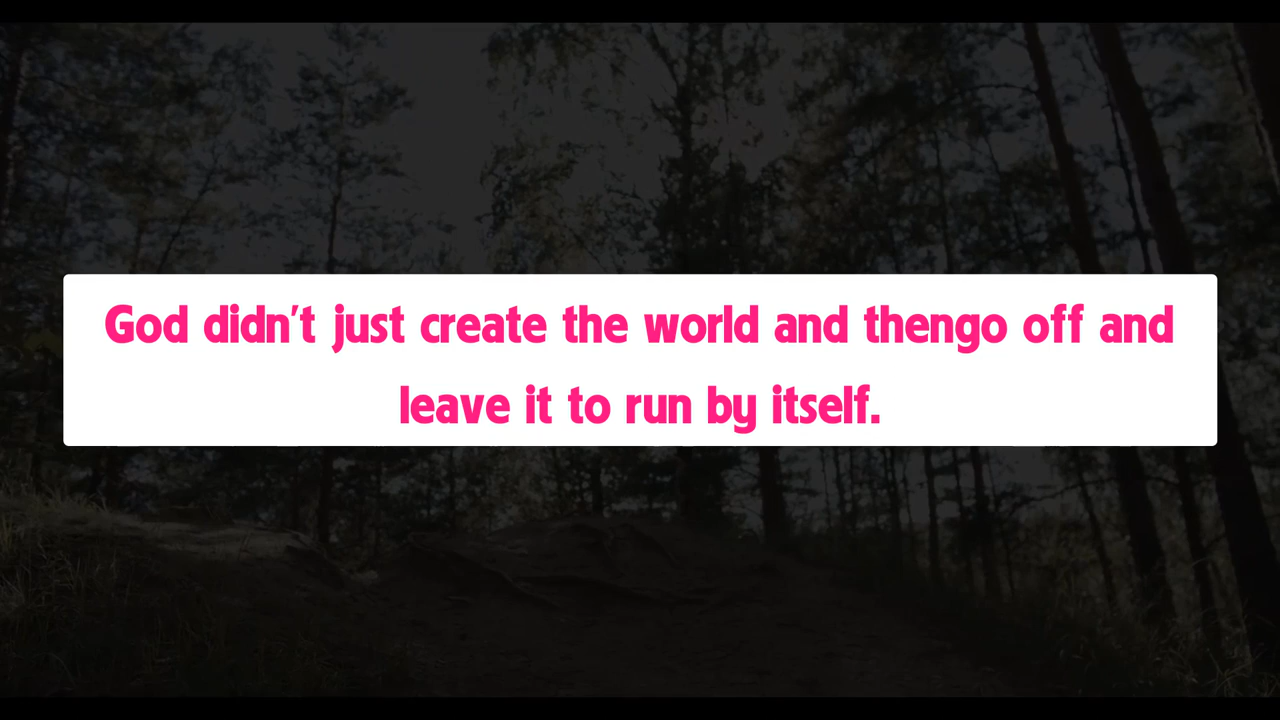 God didn't just create the world and thengo off and
leave it to run by itself.